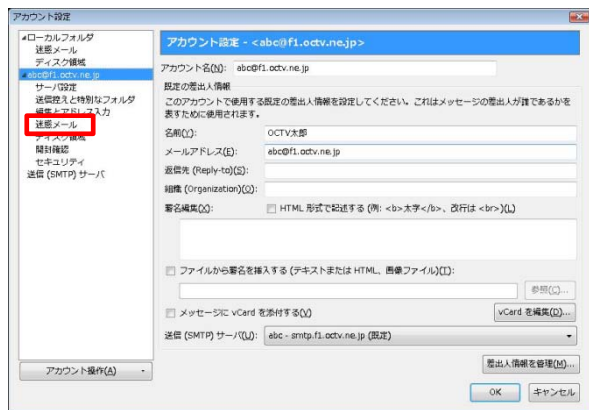 アカウント設定
ローカルフォルダ
迷惑メール
ディスク領域
abc@f1.octv.ne.jp
サーバ設定
送信控えと特別なフォルダ
編集とアドレス入力
迷惑メール
ディスク領域
開封確認
セキュリティ
送信 (SMTP) サーバ
アカウント操作(A)
アカウント設定 - <abc@f1.octv.ne.jp>
アカウント名(N): abc@f1.octv.ne.jp
既定の差出人情報
このアカウントで使用する既定の差出人情報を設定してください。これはメッセージの差出人が誰であるかを
表すために使用されます。
名前(Y): OCTV太郎
メールアドレス(E): abc@f1.octv.ne.jp
返信先 (Reply-to)(S):
組織 (Organization)(O):
署名編集(X): HTML 形式で記述する (例: <b>太字</b>、改行は <br>)(L)
ファイルから署名を挿入する (テキストまたは HTML、画像ファイル)(T):
参照(C)...
メッセージに vCard を添付する(V) vCard を編集(D)...
送信 (SMTP) サーバ(U): abc - smtp.f1.octv.ne.jp (既定)
差出人情報を管理(M)...
OK キャンセル